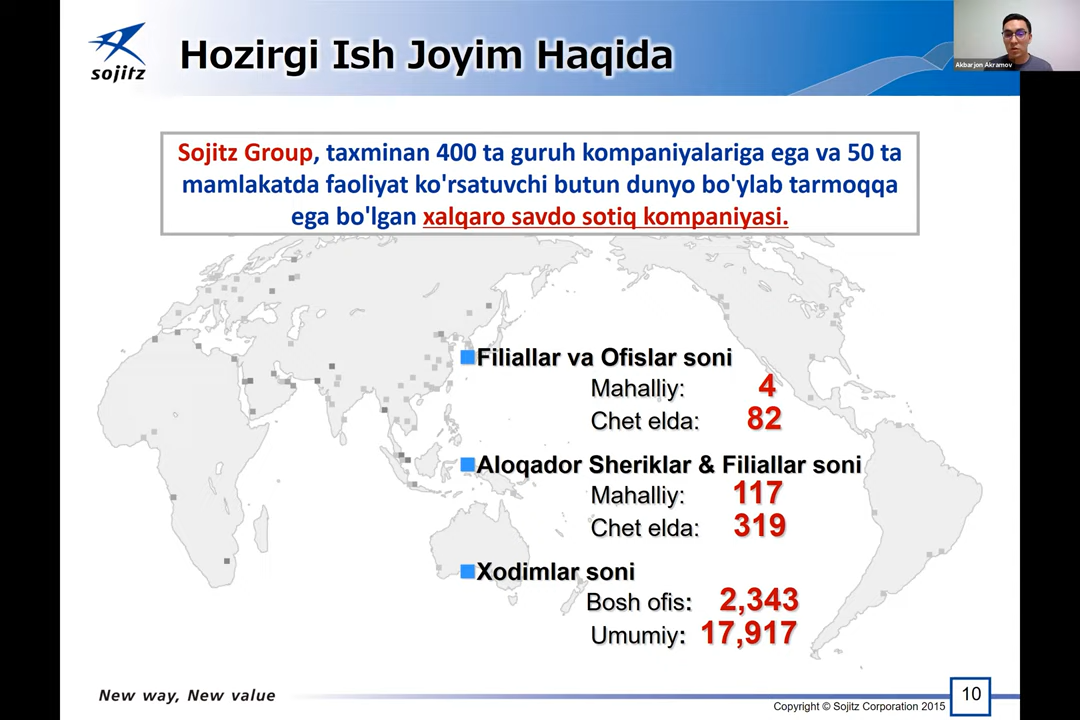 sojitz
Hozirgi Ish Joyim Haqida
Akbarjon Akramov
Sojitz Group, taxminan 400 ta guruh kompaniyalariga ega va 50 ta
mamlakatda faoliyat ko'rsatuvchi butun dunyo bo'ylab tarmoqqa
ega bo'lgan xalqaro savdo sotiq kompaniyasi.
Filiallar va Ofislar soni
Mahalliy: 4
Chet elda: 82
Aloqador Sheriklar & Filiallar soni
Mahalliy: 117
Chet elda: 319
Xodimlar soni
Bosh ofis: 2,343
Umumiy: 17,917
New way, New value
Copyright © Sojitz Corporation 2015
10